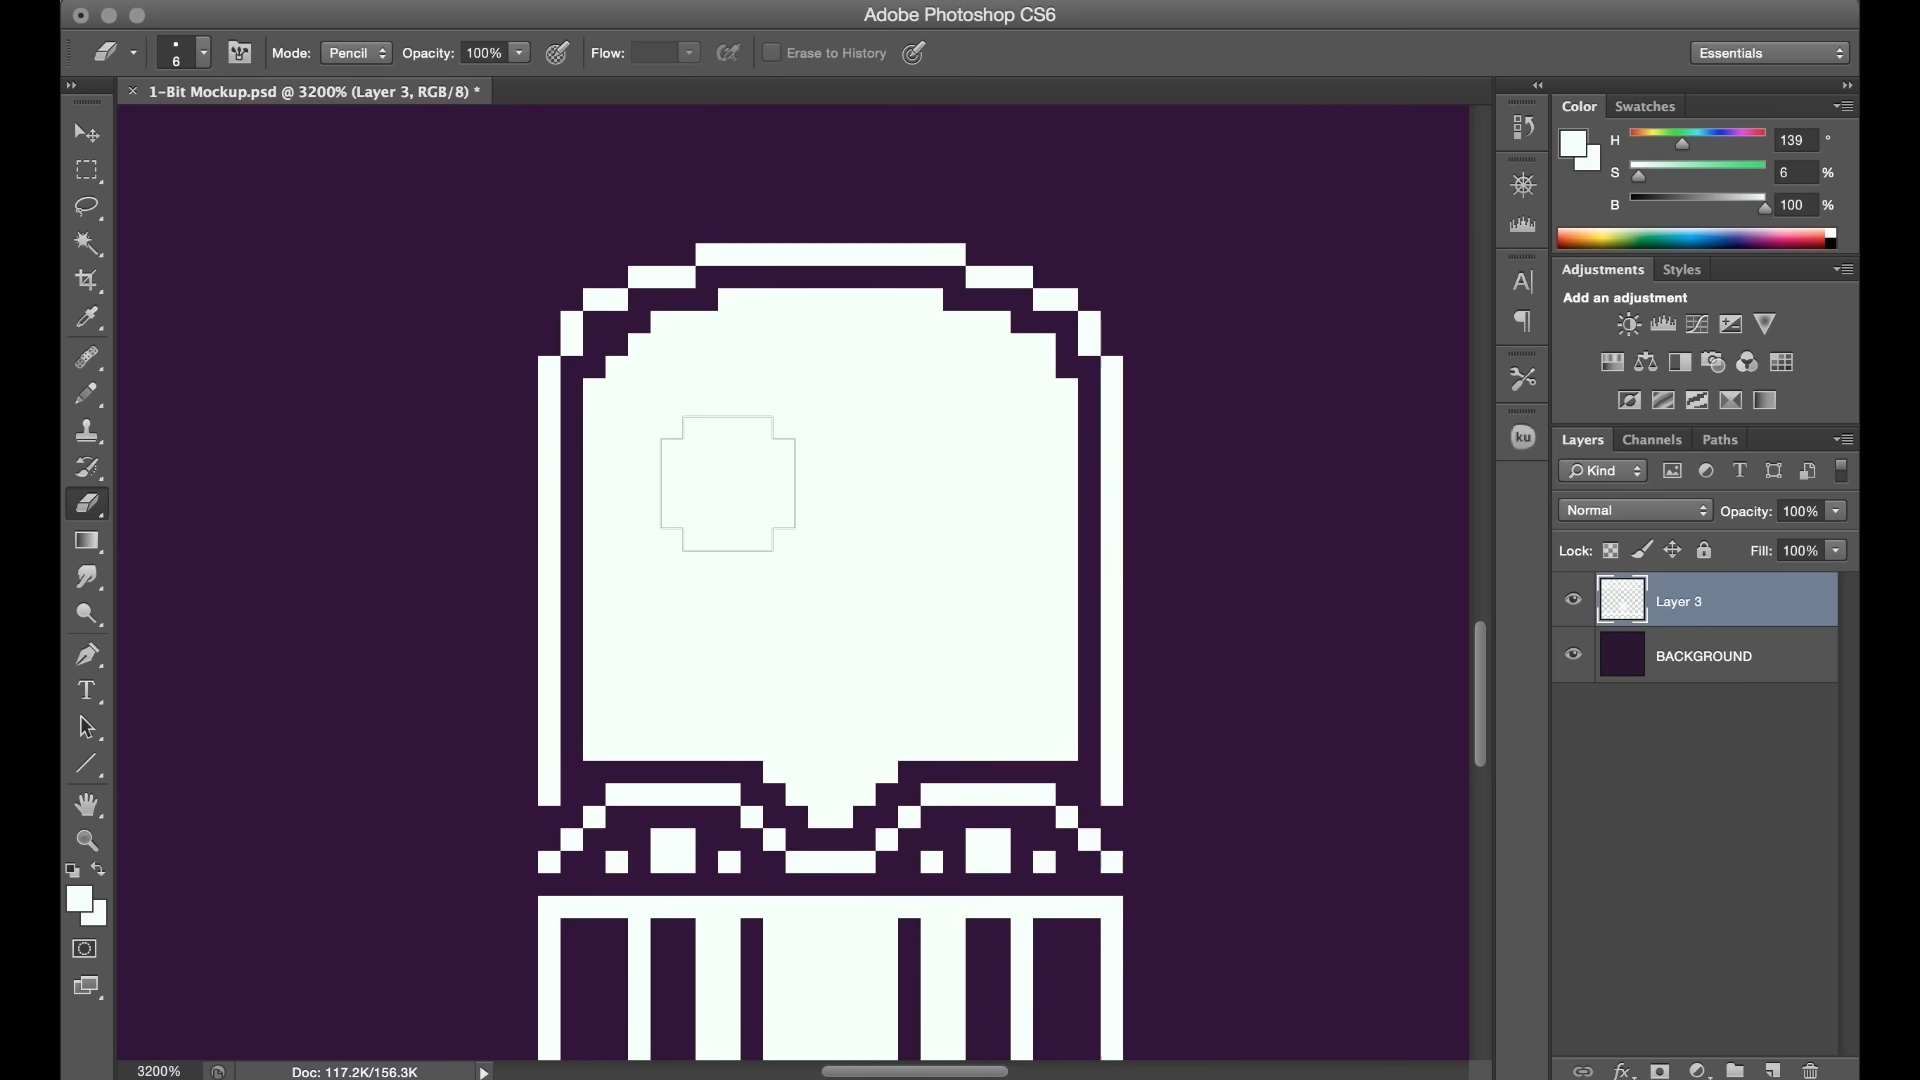 Adobe Photoshop CS6
6
Mode: Pencil Opacity: 100% Flow: Erase to History Essentials
1-Bit Mockup.psd @ 3200% (Layer 3, RGB/8) *
Color Swatches
H 139 °
S 6 %
B 100 %
Adjustments Styles
Add an adjustment
A
ku
Layers Channels Paths
Kind T
Normal Opacity: 100%
Lock: Fill: 100%
Layer 3
BACKGROUND
T
3200% Doc: 117.2K/156.3K
fx